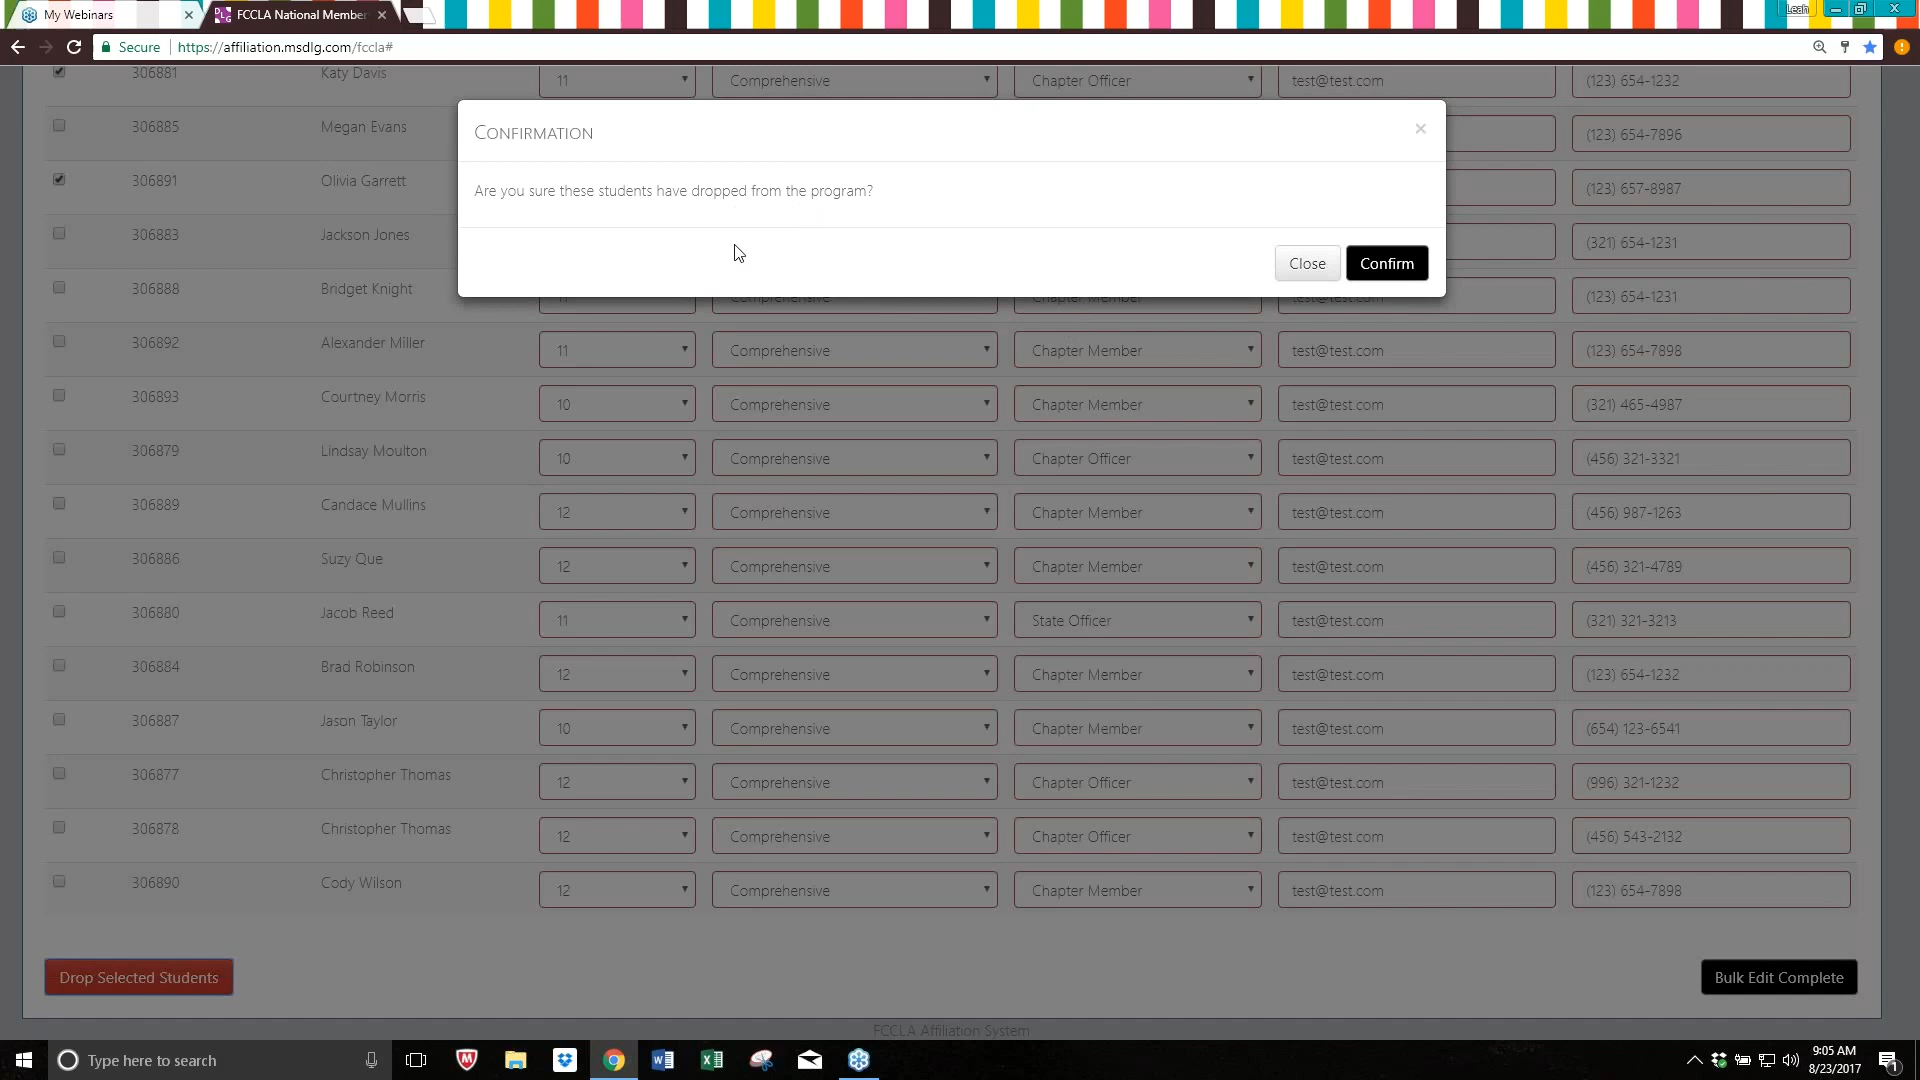 My Webinars
FCCLA National Member
Leah
Secure https://affiliation.msdlg.com/fccla#
306881 Katy Davis 11 Comprehensive Chapter Officer test@test.com (123) 654-1232
306885 Megan Evans (123) 654-7896
306891 Olivia Garrett (123) 657-8987
306883 Jackson Jones (321) 654-1231
306888 Bridget Knight 11 Comprehensive Chapter Member test@test.com (123) 654-1231
Confirmation
Are you sure these students have dropped from the program?
Close Confirm
306892 Alexander Miller 11 Comprehensive Chapter Member test@test.com (123) 654-7898
306893 Courtney Morris 10 Comprehensive Chapter Member test@test.com (321) 465-4987
306879 Lindsay Moulton 10 Comprehensive Chapter Officer test@test.com (456) 321-3321
306889 Candace Mullins 12 Comprehensive Chapter Member test@test.com (456) 987-1263
306886 Suzy Que 12 Comprehensive Chapter Member test@test.com (456) 321-4789
306880 Jacob Reed 11 Comprehensive State Officer test@test.com (321) 321-3213
306884 Brad Robinson 12 Comprehensive Chapter Member test@test.com (123) 654-1232
306887 Jason Taylor 10 Comprehensive Chapter Member test@test.com (654) 123-6541
306877 Christopher Thomas 12 Comprehensive Chapter Officer test@test.com (996) 321-1232
306878 Christopher Thomas 12 Comprehensive Chapter Officer test@test.com (456) 543-2132
306890 Cody Wilson 12 Comprehensive Chapter Member test@test.com (123) 654-7898
Drop Selected Students Bulk Edit Complete
FCCLA Affiliation System
Type here to search
9:05 AM
8/23/2017
1